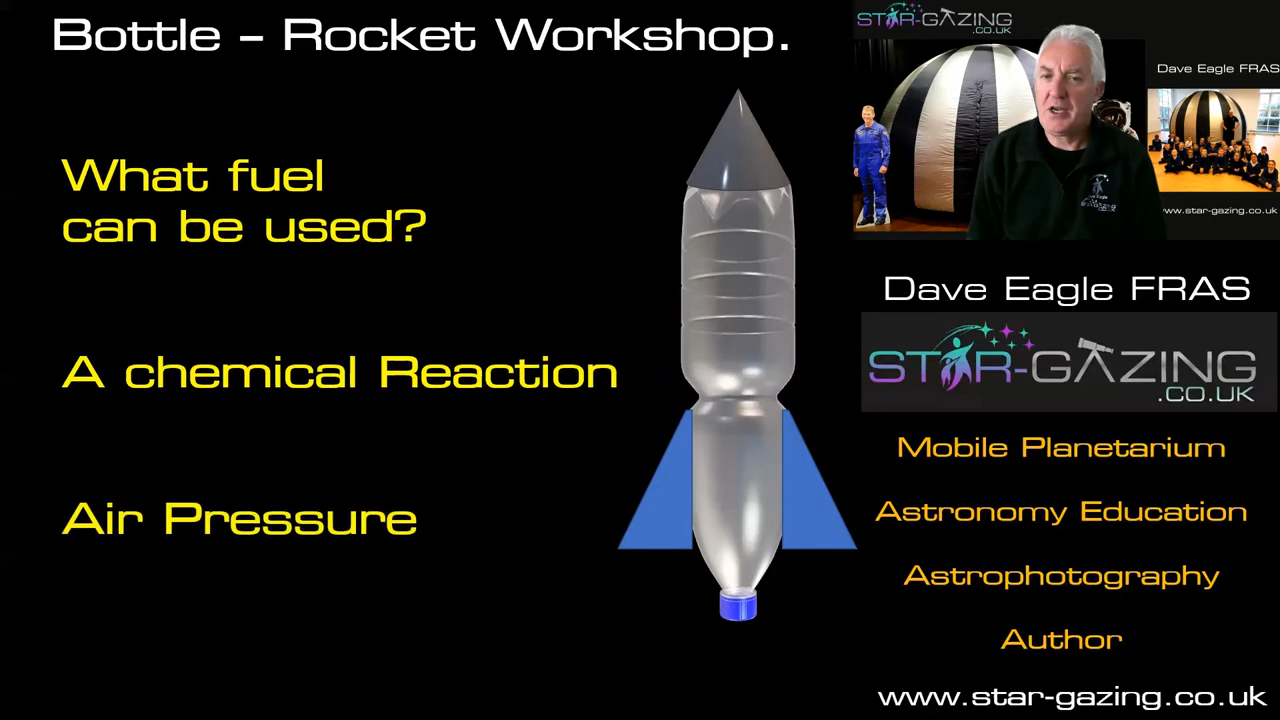 Bottle – Rocket Workshop.
What fuel
can be used?
A chemical Reaction
Air Pressure
STAR-GAZING
.CO.UK
Dave Eagle FRAS
www.star-gazing.co.uk
Dave Eagle FRAS
STAR-GAZING
.CO.UK
Mobile Planetarium
Astronomy Education
Astrophotography
Author
www.star-gazing.co.uk